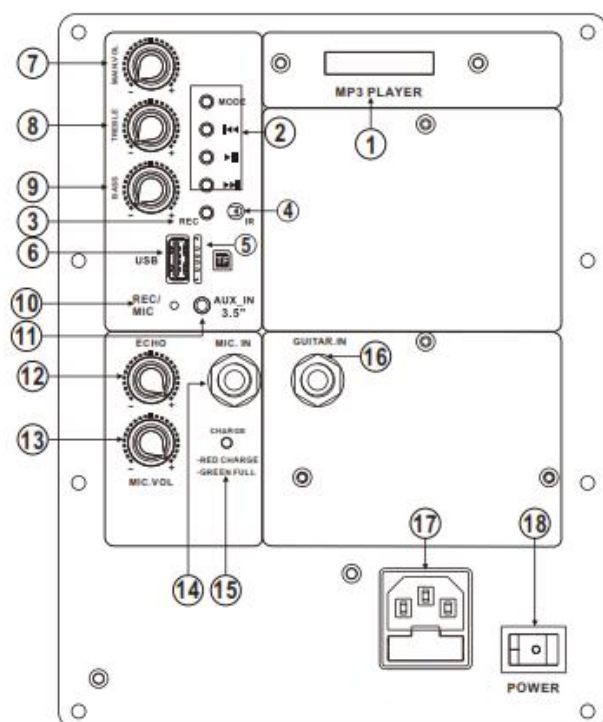 7
MAIN.VOL
- +
MP3 PLAYER
1
8
TREBLE
- +
MODE
2
9
BASS
- +
3
REC
IR
4
6
USB
5
10
REC/
MIC
11
AUX_IN
3.5"
12
ECHO
- +
MIC. IN
GUITAR.IN
16
13
- +
MIC.VOL
CHARGE
-RED CHARGE
-GREEN FULL
14
15
17
18
POWER